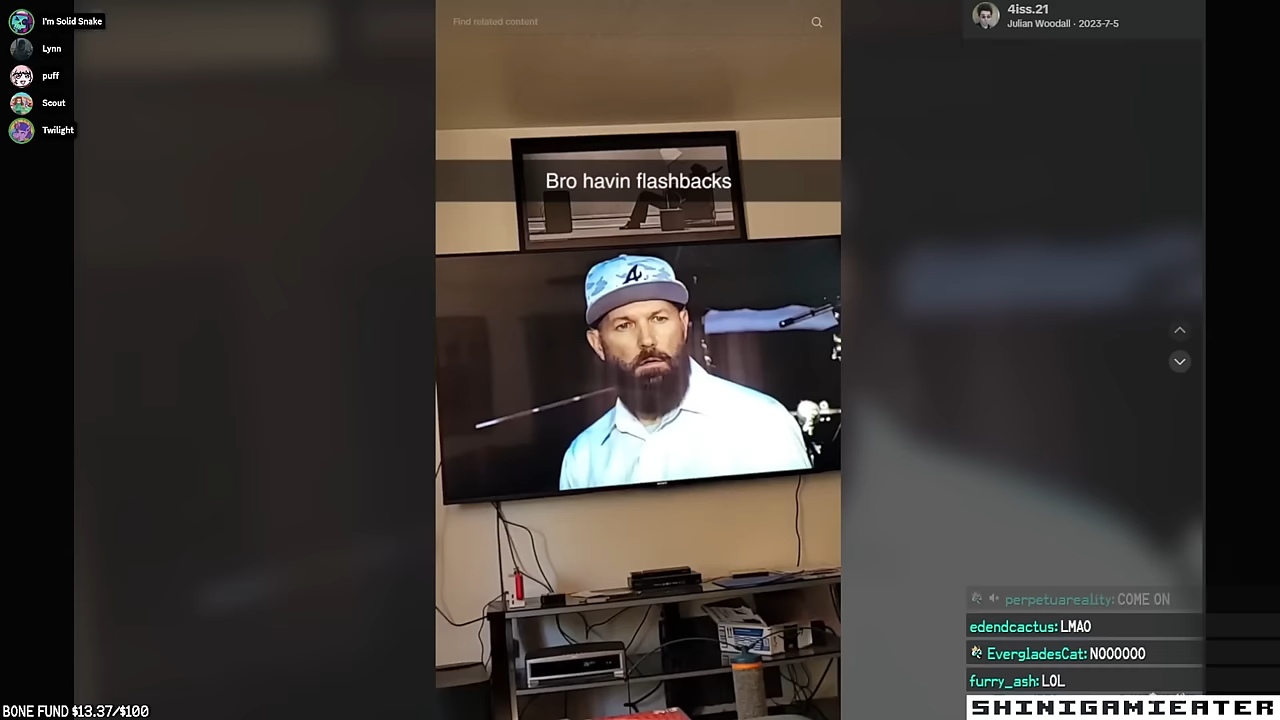 I'm Solid Snake
Lynn
puff
Scout
Twilight
Find related content
Bro havin flashbacks
SONY
4iss.21
Julian Woodall · 2023-7-5
perpetuareality: COME ON
edendcactus: LMAO
EvergladesCat: NOOOOOO
furry_ash: LOL
BONE FUND $13.37/$100
SHINIGAMIEATER